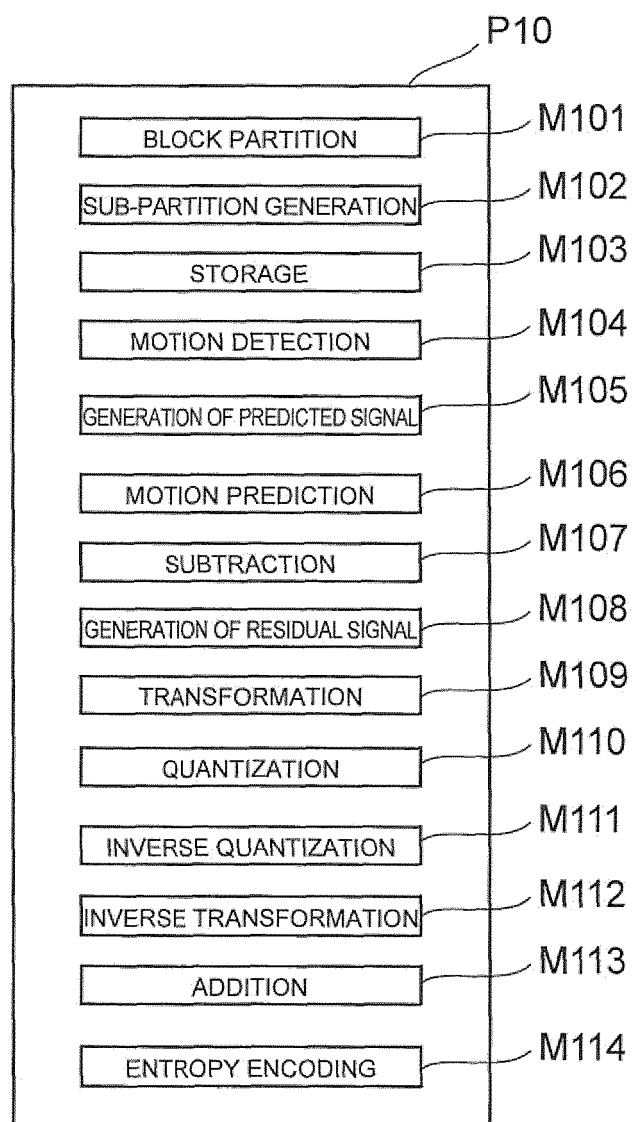 P10
BLOCK PARTITION M101
SUB-PARTITION GENERATION M102
STORAGE M103
MOTION DETECTION M104
GENERATION OF PREDICTED SIGNAL M105
MOTION PREDICTION M106
SUBTRACTION M107
GENERATION OF RESIDUAL SIGNAL M108
TRANSFORMATION M109
QUANTIZATION M110
INVERSE QUANTIZATION M111
INVERSE TRANSFORMATION M112
ADDITION M113
ENTROPY ENCODING M114